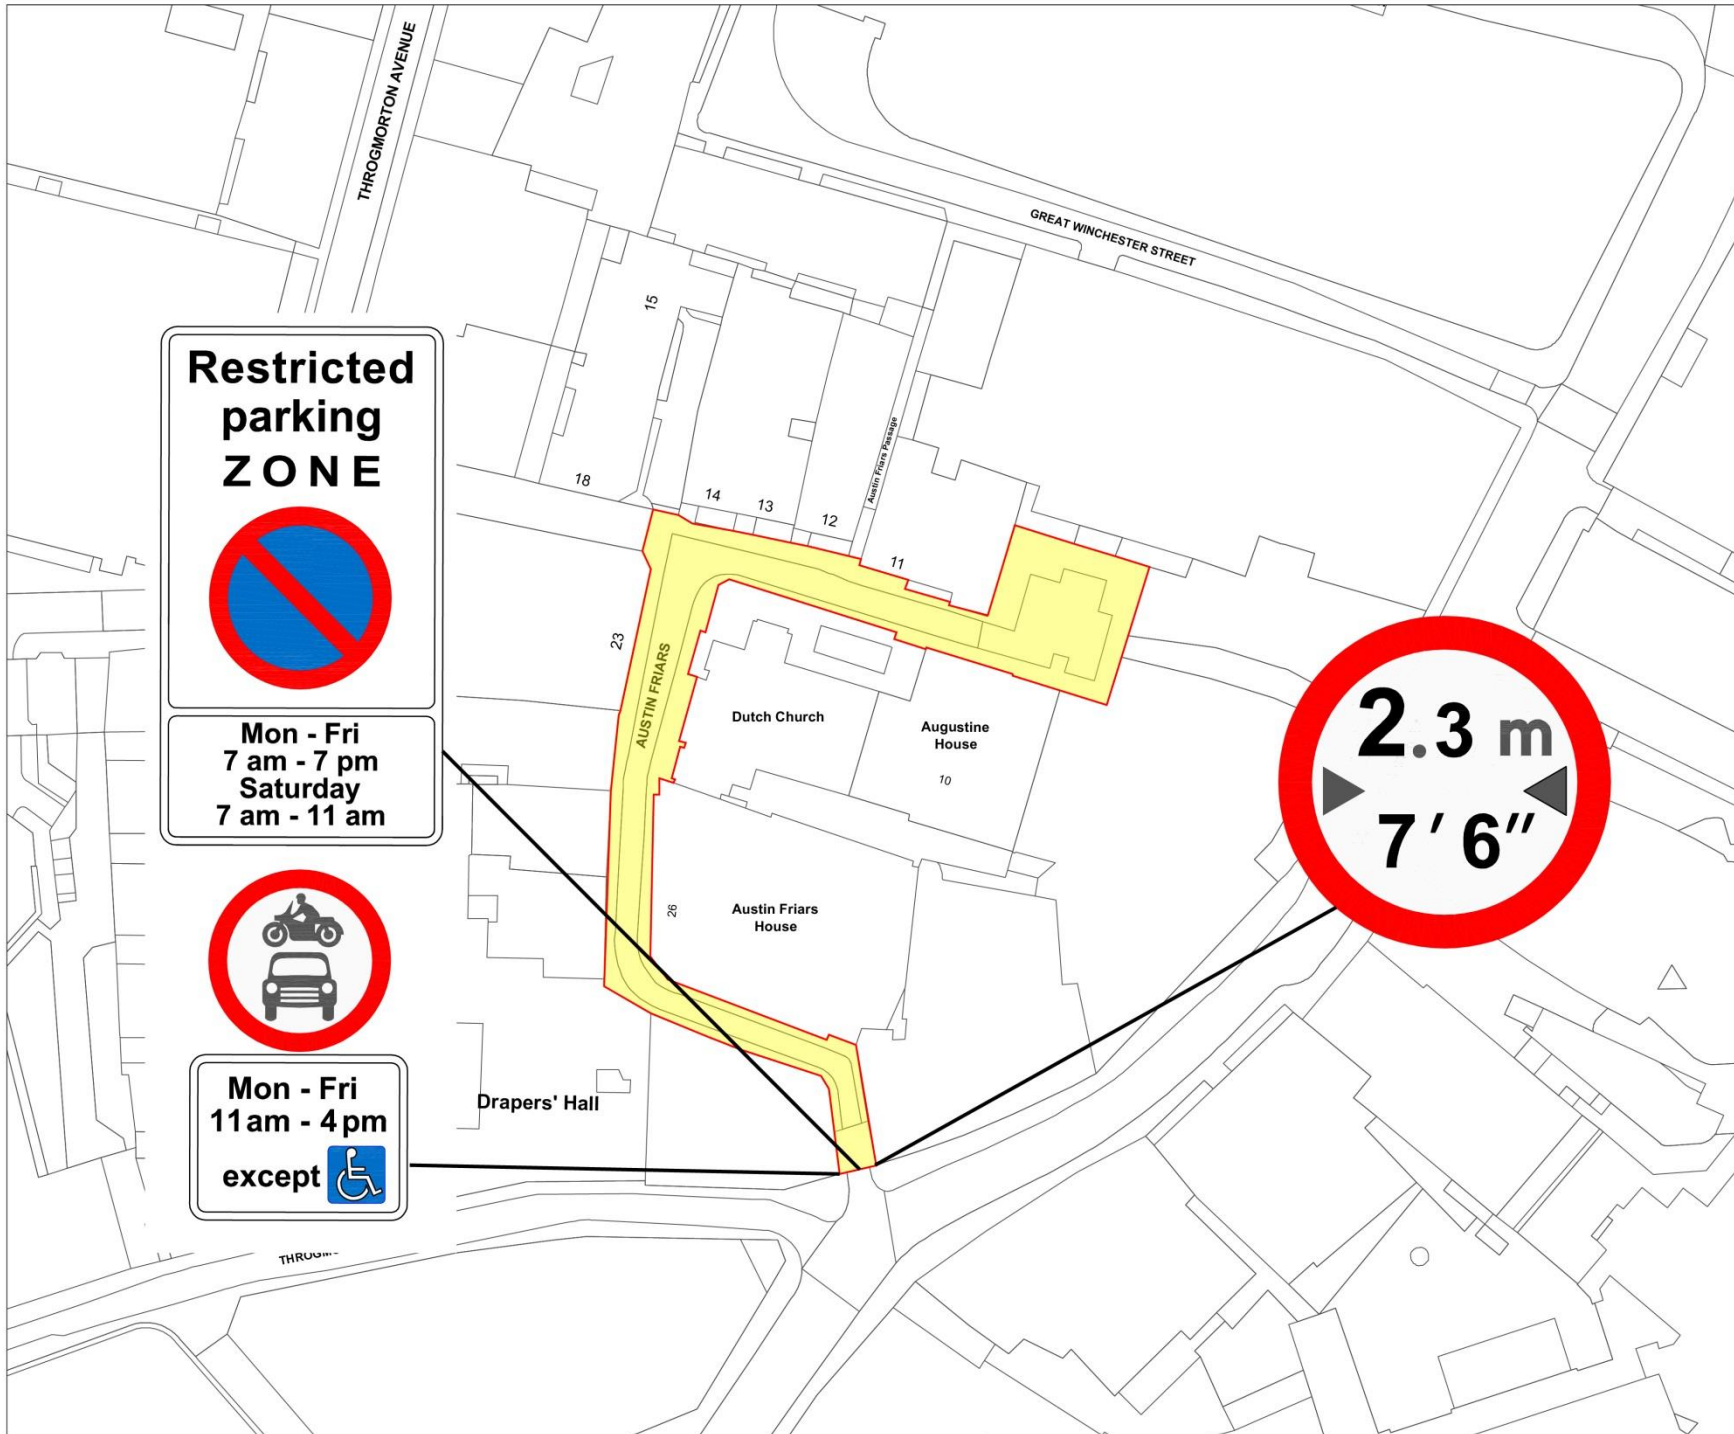 THROGMORTON AVENUE
GREAT WINCHESTER STREET
15
Restricted
parking
ZONE
Austin Friars Passage
18
14
13
12
11
23
AUSTIN FRIARS
Dutch Church
Augustine
House
10
2.3 m
7' 6"
Mon - Fri
7 am - 7 pm
Saturday
7 am - 11 am
26
Austin Friars
House
Mon - Fri
11am - 4pm
except
Drapers' Hall